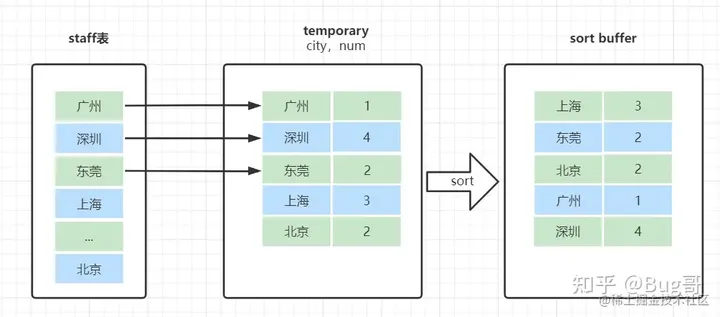 staff表
temporary
city，num
sort buffer
广州
深圳
东莞
上海
...
北京
广州 1
深圳 4
东莞 2
上海 3
北京 2
sort
上海 3
东莞 2
北京 2
广州 1
深圳 4
知乎 @Bug哥
@稀土掘金技术社区